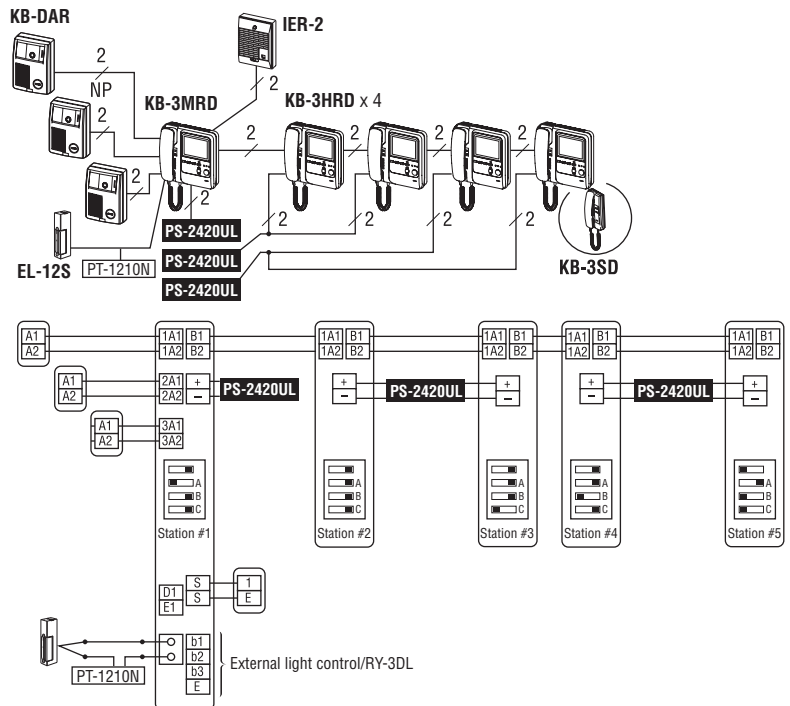 KB-DAR
IER-2
2
NP
2
KB-3MRD
KB-3HRD x 4
2
2
2
2
2
2
2
2
2
2
PS-2420UL
PS-2420UL
PS-2420UL
EL-12S
PT-1210N
KB-3SD
A1
A2
1A1 B1
1A2 B2
1A1 B1
1A2 B2
1A1 B1
1A2 B2
1A1 B1
1A2 B2
1A1 B1
1A2 B2
A1
A2
2A1 +
2A2 −
PS-2420UL
+
−
PS-2420UL
+
−
+
−
PS-2420UL
+
−
A1
A2
3A1
3A2
A
B
C
A
B
C
A
B
C
A
B
C
A
B
C
Station #1
Station #2
Station #3
Station #4
Station #5
D1
E1
S
S
1
E
b1
b2
b3
E
External light control/RY-3DL
PT-1210N